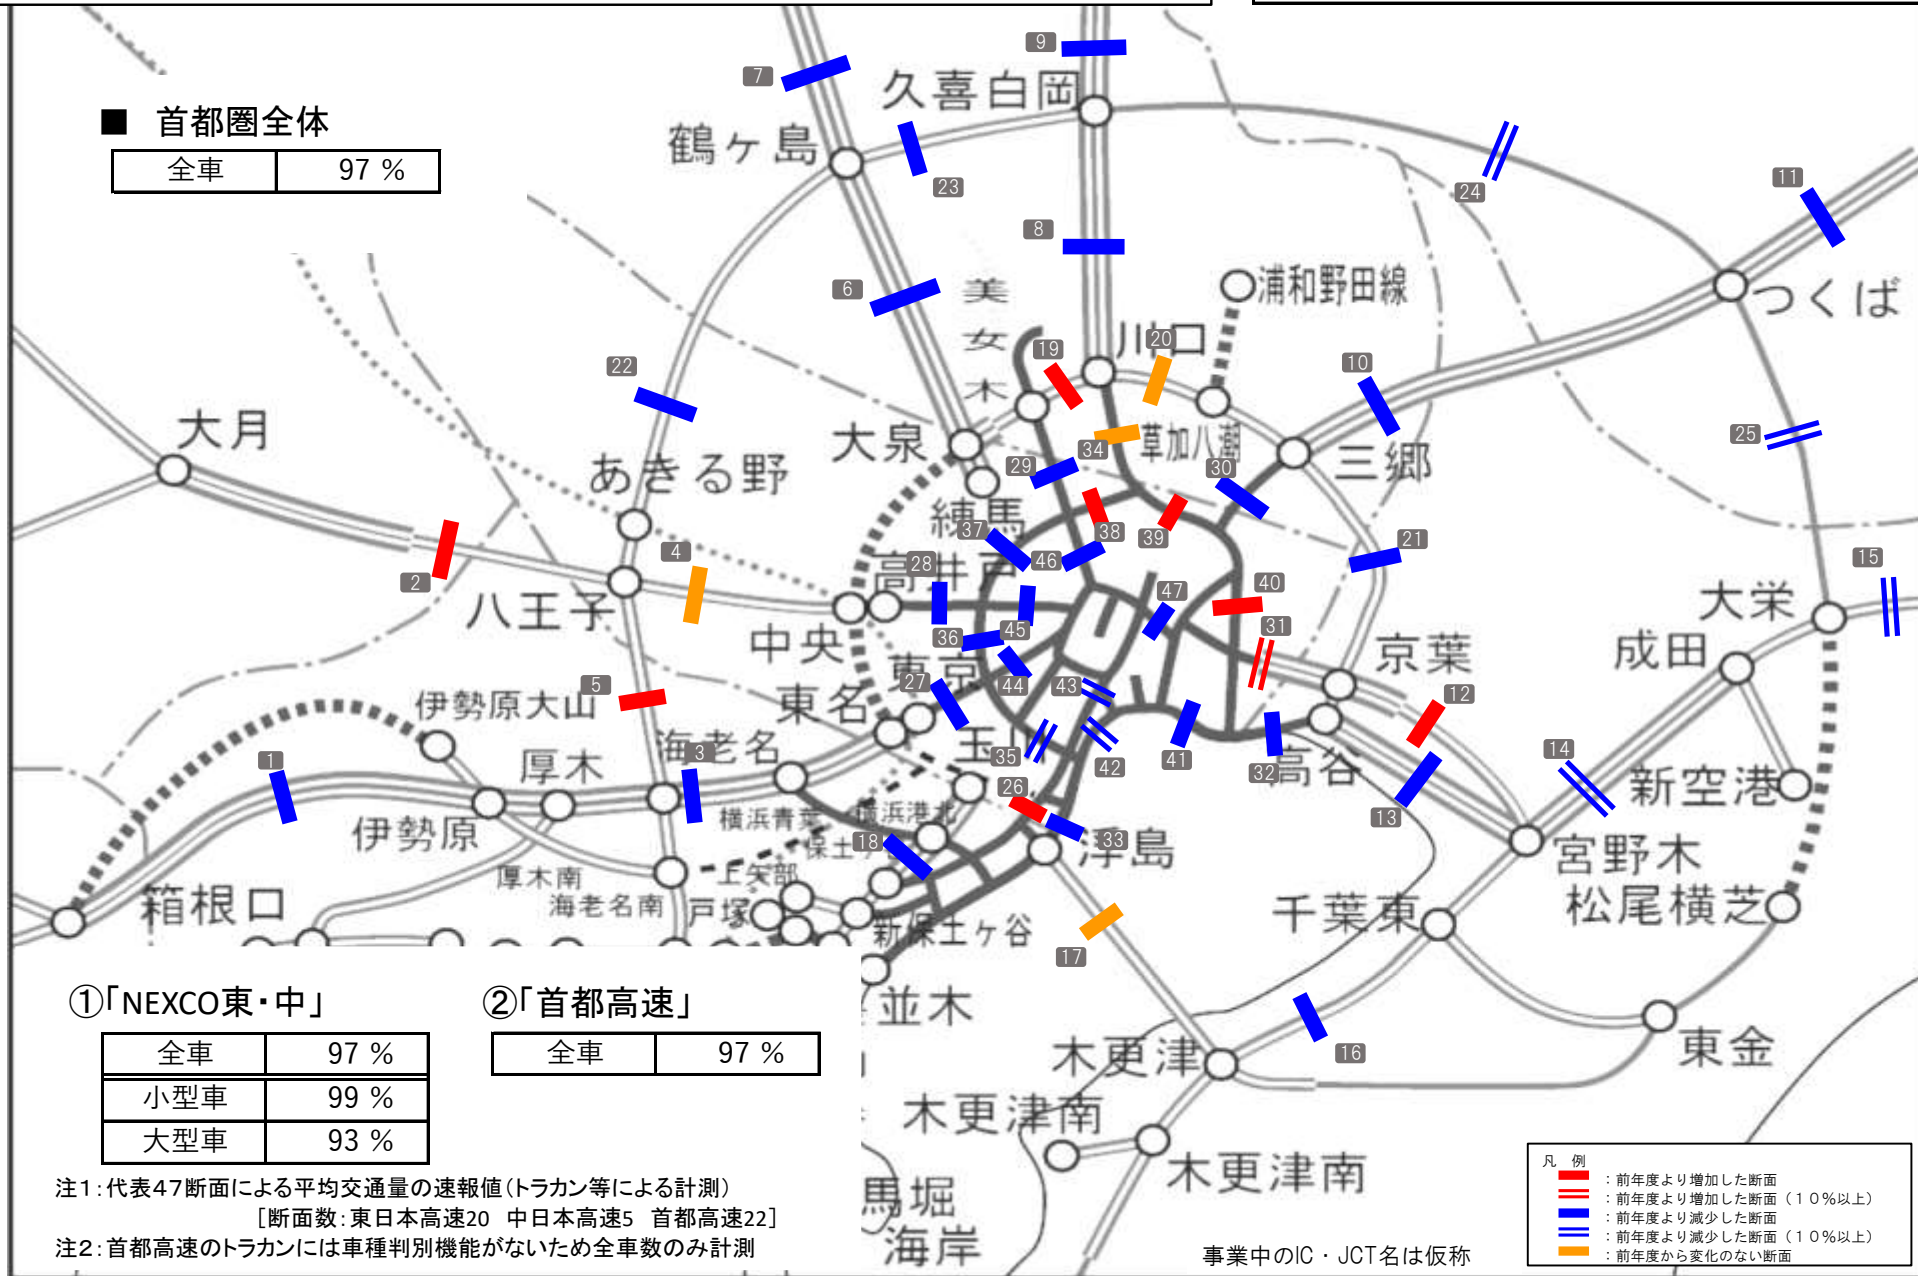 ■ 首都圏全体
全車 97 %
9
7
久喜白岡
鶴ヶ島
23
24
11
8
6
美女木
浦和野田線
つくば
川口
19
20
10
22
大月
大泉
34
草加八潮
三郷
25
あきる野
29
30
練馬
37
38
39
21
15
2
4
28
高井戸
46
47
40
大栄
八王子
中央
36
45
31
成田
京葉
5
27
東京
44
43
伊勢原大山
東名
12
1
3
海老名
厚木
玉川
35
42
41
32
高谷
14
新空港
26
13
伊勢原
横浜青葉
横浜港北
18
33
浮島
宮野木
厚木南
上矢部
箱根口
海老名南
戸塚
新保土ヶ谷
千葉東
松尾横芝
17
並木
16
東金
木更津
木更津南
木更津南
馬堀
海岸
①「NEXCO東・中」
全車 97 %
小型車 99 %
大型車 93 %
②「首都高速」
全車 97 %
注1:代表47断面による平均交通量の速報値(トラカン等による計測)
[断面数:東日本高速20 中日本高速5 首都高速22]
注2:首都高速のトラカンには車種判別機能がないため全車数のみ計測
事業中のIC・JCT名は仮称
凡 例
:前年度より増加した断面
:前年度より増加した断面(10%以上)
:前年度より減少した断面
:前年度より減少した断面(10%以上)
:前年度から変化のない断面